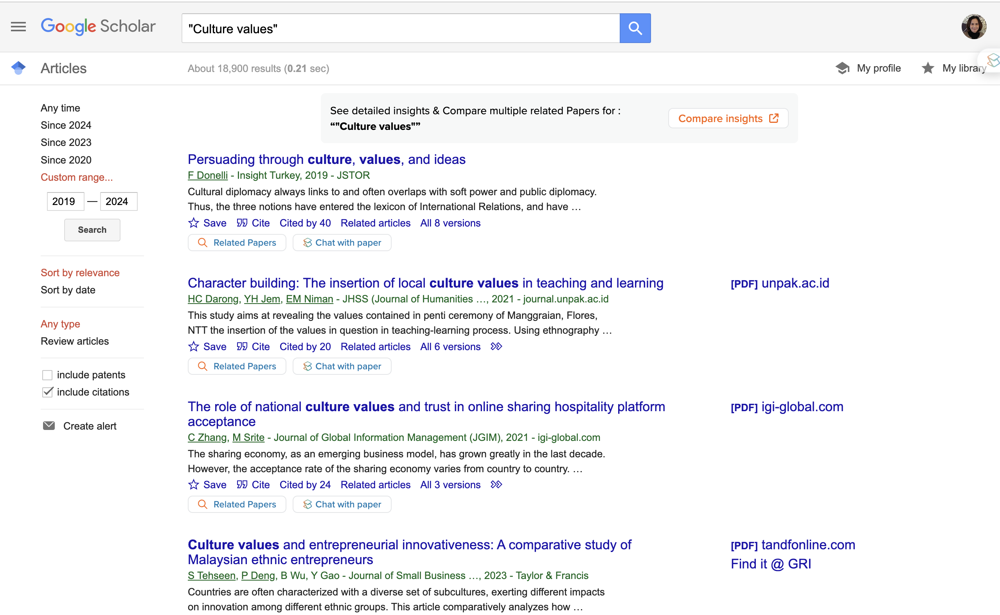 Google Scholar
"Culture values"
Articles
About 18,900 results (0.21 sec)
My profile
My library
Any time
Since 2024
Since 2023
Since 2020
Custom range...
2019 — 2024
Search
Sort by relevance
Sort by date
Any type
Review articles
include patents
include citations
Create alert
See detailed insights & Compare multiple related Papers for :
“"Culture values"”
Compare insights
Persuading through culture, values, and ideas
F Donelli - Insight Turkey, 2019 - JSTOR
Cultural diplomacy always links to and often overlaps with soft power and public diplomacy.
Thus, the three notions have entered the lexicon of International Relations, and have …
Save Cite Cited by 40 Related articles All 8 versions
Related Papers Chat with paper
Character building: The insertion of local culture values in teaching and learning
[PDF] unpak.ac.id
HC Darong, YH Jem, EM Niman - JHSS (Journal of Humanities …, 2021 - journal.unpak.ac.id
This study aims at revealing the values contained in penti ceremony of Manggraian, Flores,
NTT the insertion of the values in question in teaching-learning process. Using ethnography …
Save Cite Cited by 20 Related articles All 6 versions
Related Papers Chat with paper
The role of national culture values and trust in online sharing hospitality platform
acceptance
[PDF] igi-global.com
C Zhang, M Srite - Journal of Global Information Management (JGIM), 2021 - igi-global.com
The sharing economy, as an emerging business model, has grown greatly in the last decade.
However, the acceptance rate of the sharing economy varies from country to country. …
Save Cite Cited by 24 Related articles All 3 versions
Related Papers Chat with paper
Culture values and entrepreneurial innovativeness: A comparative study of
Malaysian ethnic entrepreneurs
[PDF] tandfonline.com
Find it @ GRI
S Tehseen, P Deng, B Wu, Y Gao - Journal of Small Business …, 2023 - Taylor & Francis
Countries are often characterized with a diverse set of subcultures, exerting different impacts
on innovation among different ethnic groups. This article comparatively analyzes how …